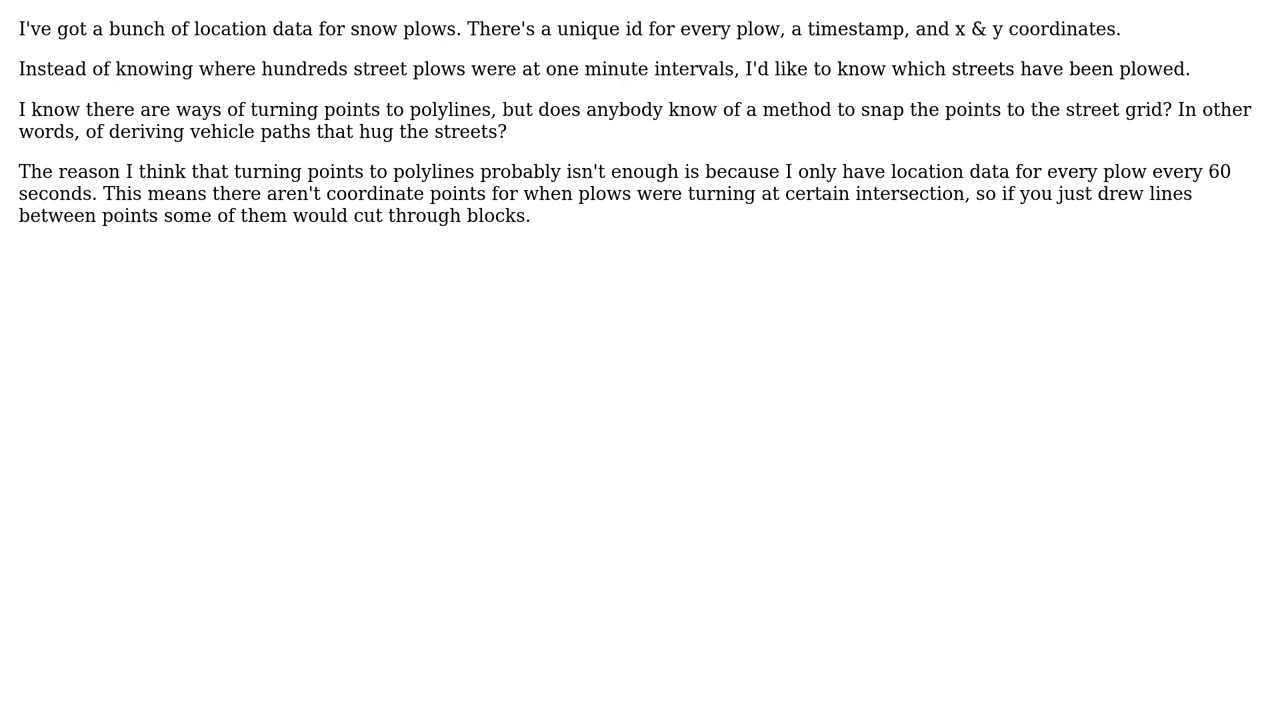 I've got a bunch of location data for snow plows. There's a unique id for every plow, a timestamp, and x & y coordinates.
Instead of knowing where hundreds street plows were at one minute intervals, I'd like to know which streets have been plowed.
I know there are ways of turning points to polylines, but does anybody know of a method to snap the points to the street grid? In other
words, of deriving vehicle paths that hug the streets?
The reason I think that turning points to polylines probably isn't enough is because I only have location data for every plow every 60
seconds. This means there aren't coordinate points for when plows were turning at certain intersection, so if you just drew lines
between points some of them would cut through blocks.